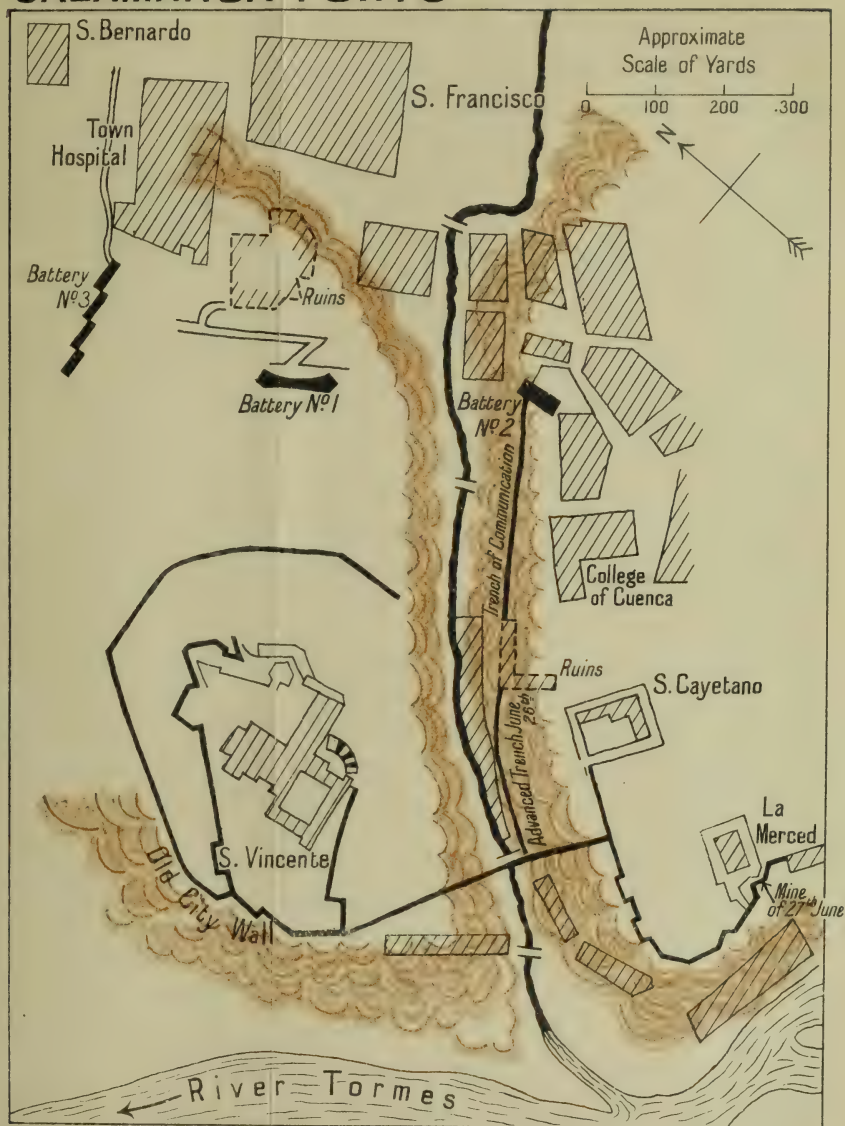 S. Bernardo
Approximate
Scale of Yards
0 100 200 300
N
Town
Hospital
S. Francisco
Battery
Nº3
Ruins
Battery Nº1
Battery
Nº2
Trench of Communication
College
of Cuenca
Ruins
S. Cayetano
Advanced Trench June
26th
La
Merced
Mine
of 27th June
S. Vincente
Old City Wall
River Tormes